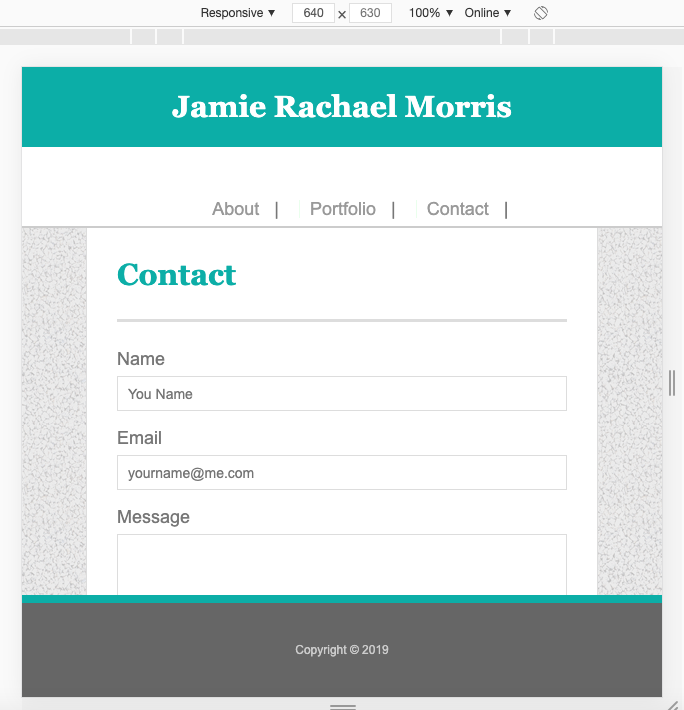 Responsive ▼ 640 × 630 100% ▼ Online ▼
Jamie Rachael Morris
About | Portfolio | Contact |
Contact
Name
You Name
Email
yourname@me.com
Message
Copyright © 2019